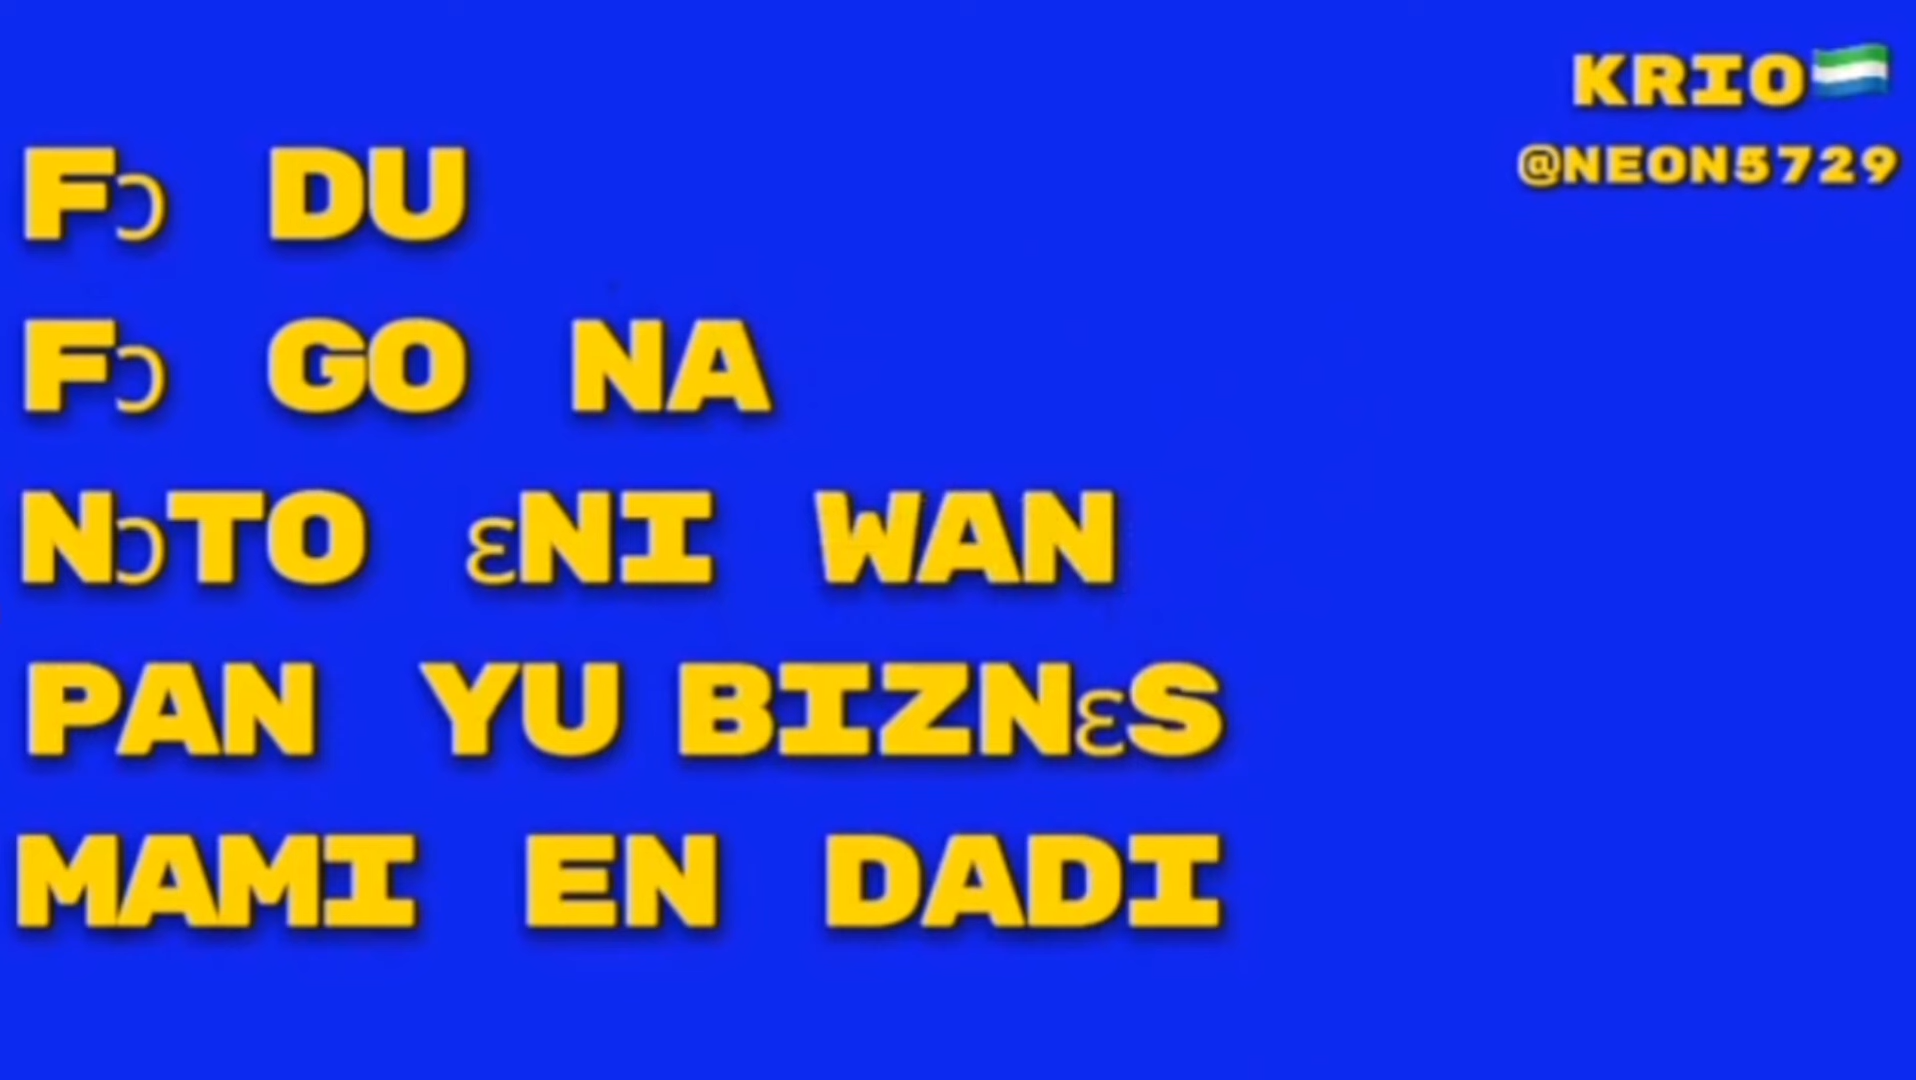 KRIO🇸🇱
@NEON5729
Fɔ DU
Fɔ GO NA
NɔTO ɛNI WAN
PAN YU BIZNɛS
MAMI EN DADI